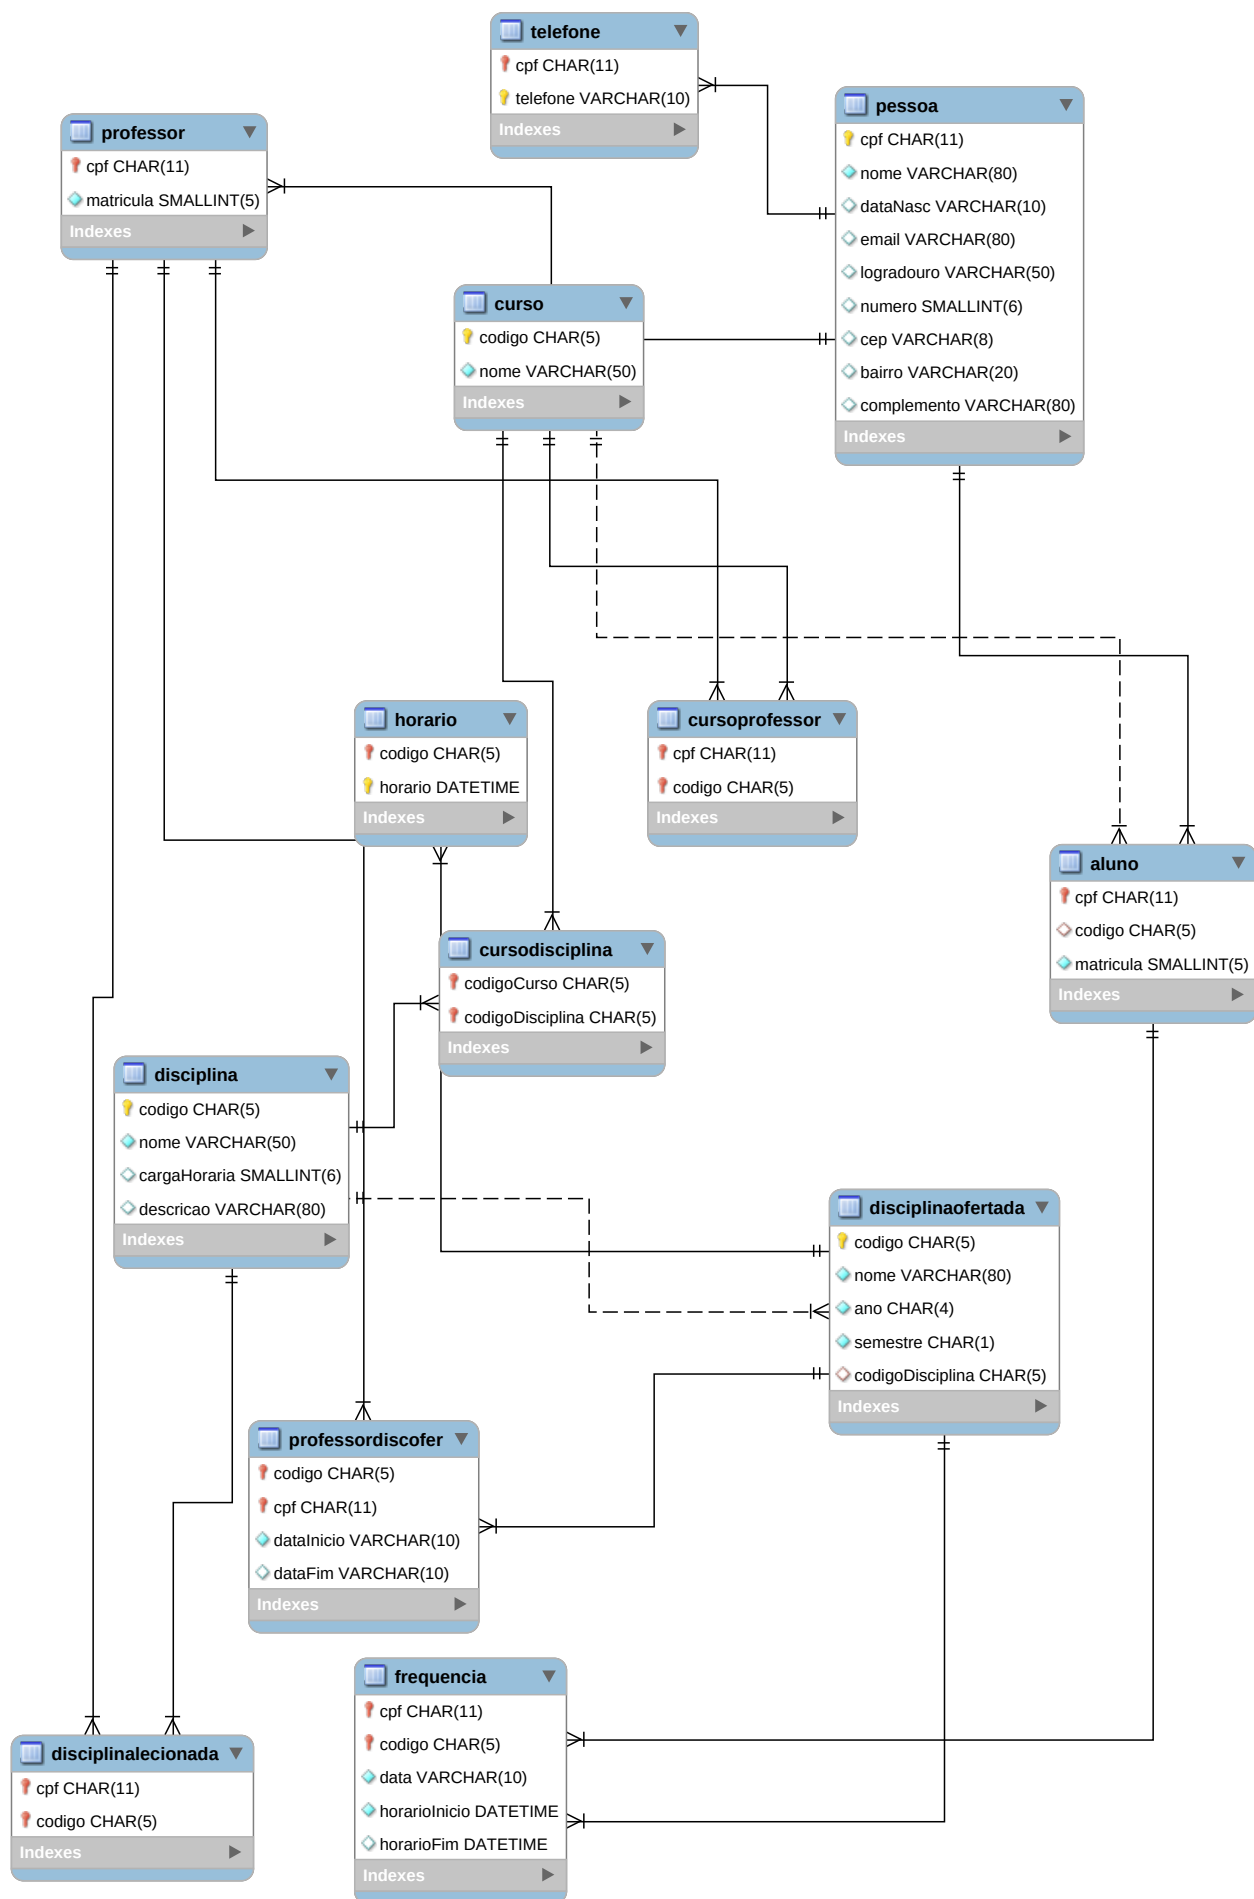 telefone
cpf CHAR(11)
telefone VARCHAR(10)
Indexes
pessoa
cpf CHAR(11)
nome VARCHAR(80)
dataNasc VARCHAR(10)
email VARCHAR(80)
logradouro VARCHAR(50)
numero SMALLINT(6)
cep VARCHAR(8)
bairro VARCHAR(20)
complemento VARCHAR(80)
Indexes
professor
cpf CHAR(11)
matricula SMALLINT(5)
Indexes
curso
codigo CHAR(5)
nome VARCHAR(50)
Indexes
horario
codigo CHAR(5)
horario DATETIME
Indexes
cursoprofessor
cpf CHAR(11)
codigo CHAR(5)
Indexes
aluno
cpf CHAR(11)
codigo CHAR(5)
matricula SMALLINT(5)
Indexes
cursodisciplina
codigoCurso CHAR(5)
codigoDisciplina CHAR(5)
Indexes
disciplina
codigo CHAR(5)
nome VARCHAR(50)
cargaHoraria SMALLINT(6)
descricao VARCHAR(80)
Indexes
disciplinaofertada
codigo CHAR(5)
nome VARCHAR(80)
ano CHAR(4)
semestre CHAR(1)
codigoDisciplina CHAR(5)
Indexes
professordiscofer
codigo CHAR(5)
cpf CHAR(11)
dataInicio VARCHAR(10)
dataFim VARCHAR(10)
Indexes
frequencia
cpf CHAR(11)
codigo CHAR(5)
data VARCHAR(10)
horarioInicio DATETIME
horarioFim DATETIME
Indexes
disciplinalecionada
cpf CHAR(11)
codigo CHAR(5)
Indexes